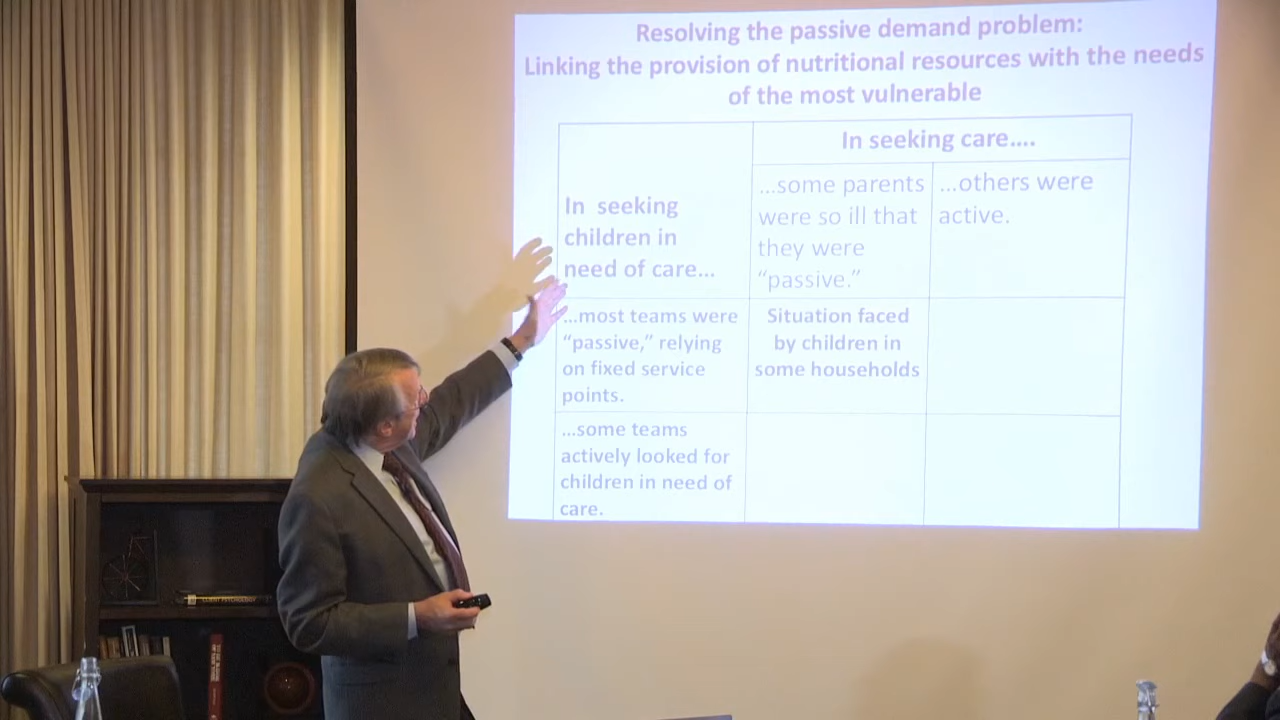 Resolving the passive demand problem:
Linking the provision of nutritional resources with the needs
of the most vulnerable
In seeking care....
In seeking
children in
need of care...
...some parents
were so ill that
they were
“passive.”
...others were
active.
...most teams were
“passive,” relying
on fixed service
points.
Situation faced
by children in
some households
...some teams
actively looked for
children in need of
care.